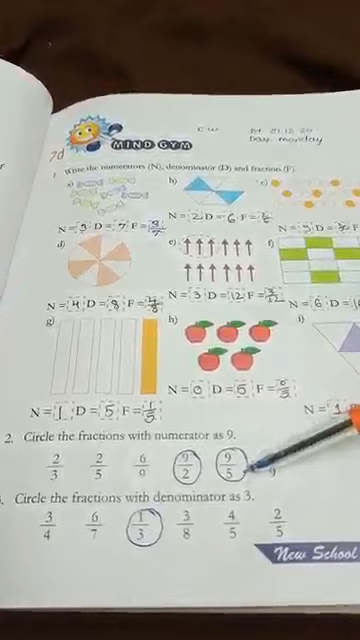 C.W
Dt 21.12.20
Day. monday
7d
MIND GYM
1. Write the numerators (N), denominator (D) and fraction (F).
a) b) c)
N = 3 D = 7 F = 3/7 N = 2 D = 6 F =
d) e) f)
N = 4 D = 8 F = 4/8 N = 3 D = 12 F = 3/12 N = 6 D =
g) h) i)
N = 1 D = 5 F = 1/5 N = 0 D = 5 F = 0/5 N = 1
2. Circle the fractions with numerator as 9.
2/3 2/5 6/9 9/2 9/5 9
Circle the fractions with denominator as 3.
3/4 6/7 1/3 3/8 4/5 2/5
New School